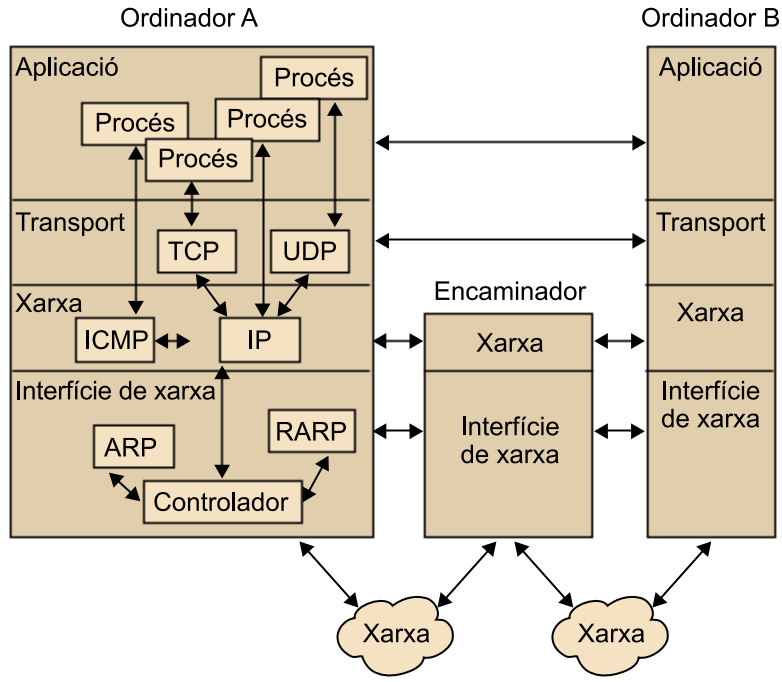 Ordinador A
Ordinador B
Aplicació
Procés
Procés
Procés
Procés
Aplicació
Transport
TCP
UDP
Transport
Encaminador
Xarxa
ICMP
IP
Xarxa
Xarxa
Interfície de xarxa
ARP
RARP
Controlador
Interfície
de xarxa
Interfície
de xarxa
Xarxa
Xarxa